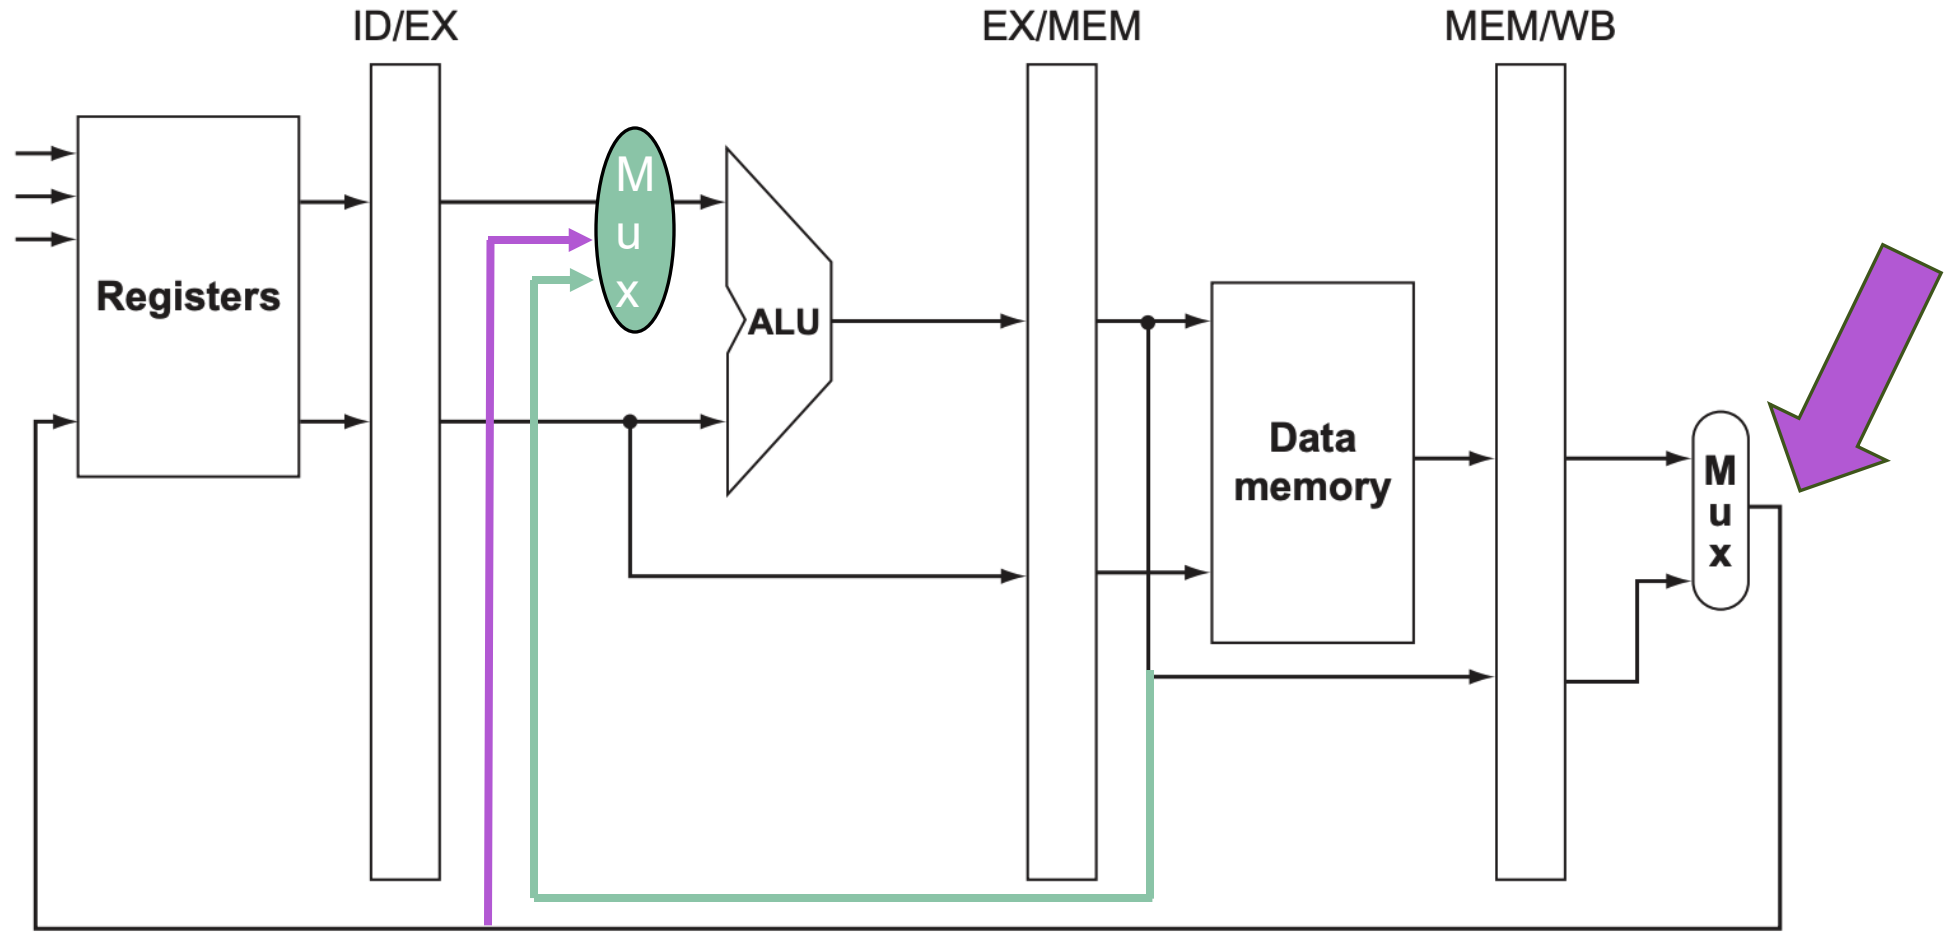 ID/EX
EX/MEM
MEM/WB
M
u
x
Registers
ALU
Data
memory
M
u
x